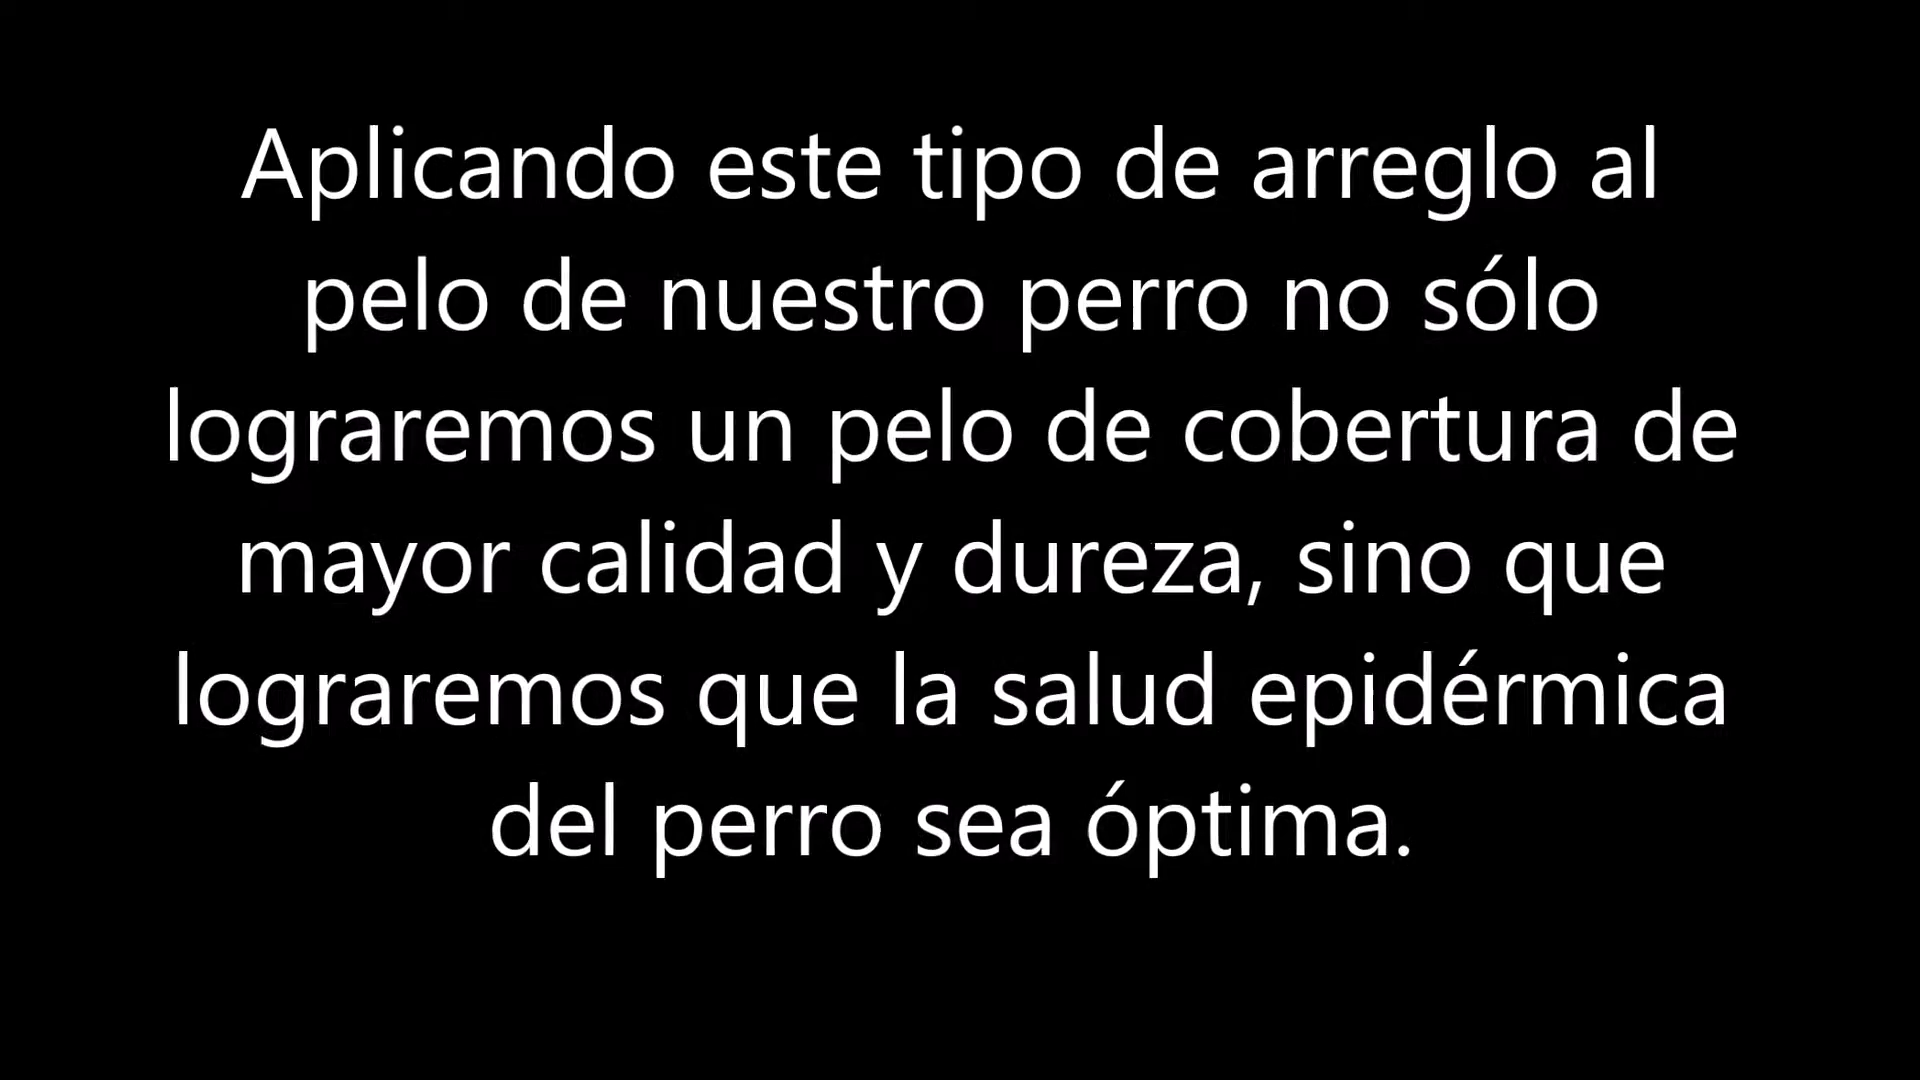 Aplicando este tipo de arreglo al
pelo de nuestro perro no sólo
lograremos un pelo de cobertura de
mayor calidad y dureza, sino que
lograremos que la salud epidérmica
del perro sea óptima.